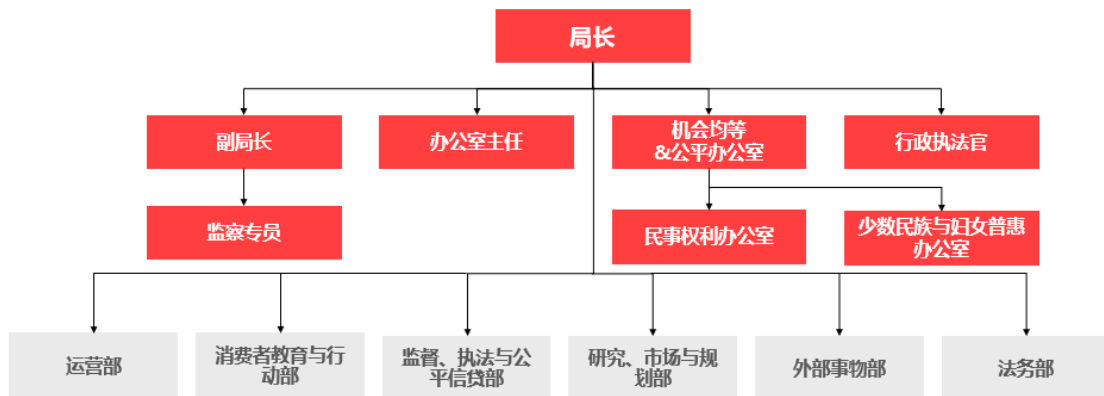 局长
副局长
办公室主任
机会均等
&公平办公室
行政执法官
监察专员
民事权利办公室
少数民族与妇女普惠
办公室
运营部
消费者教育与行
动部
监督、执法与公
平信贷部
研究、市场与规
划部
外部事物部
法务部